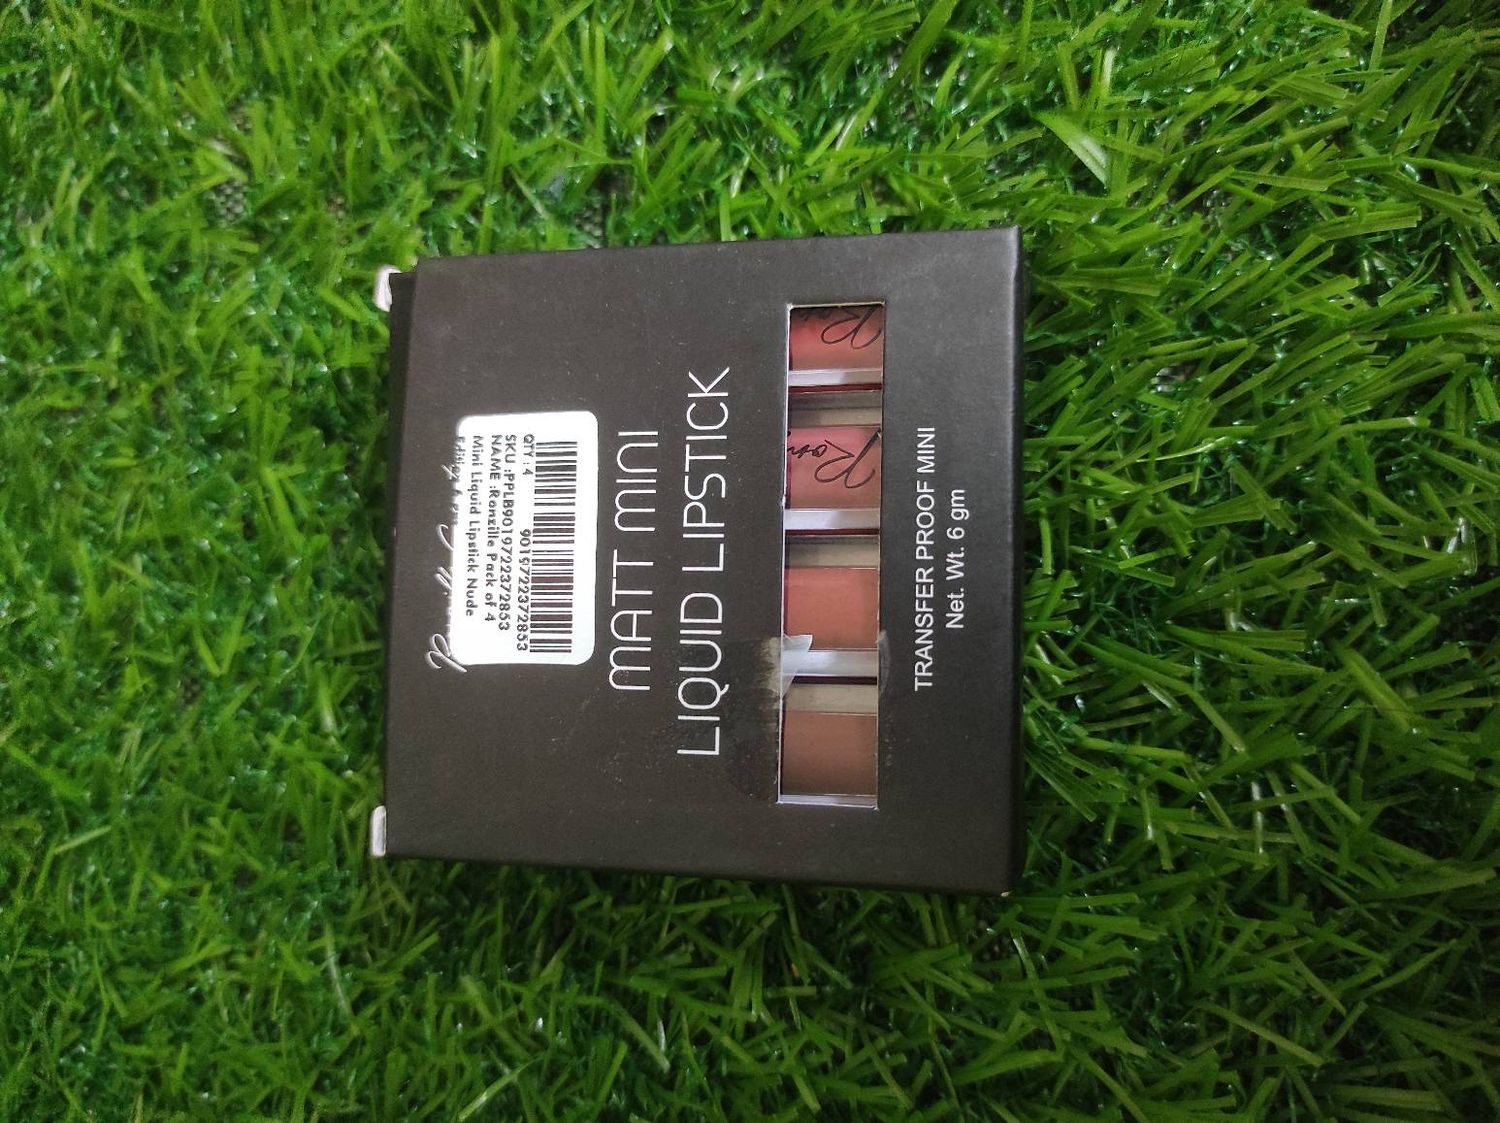 QTY : 4
9019722372853
SKU :PPLB9019722372853
NAME :Ronzille Pack of 4
Mini Liquid Lipstick Nude
MATT MINI
LIQUID LIPSTICK
TRANSFER PROOF MINI
Net. Wt. 6 gm